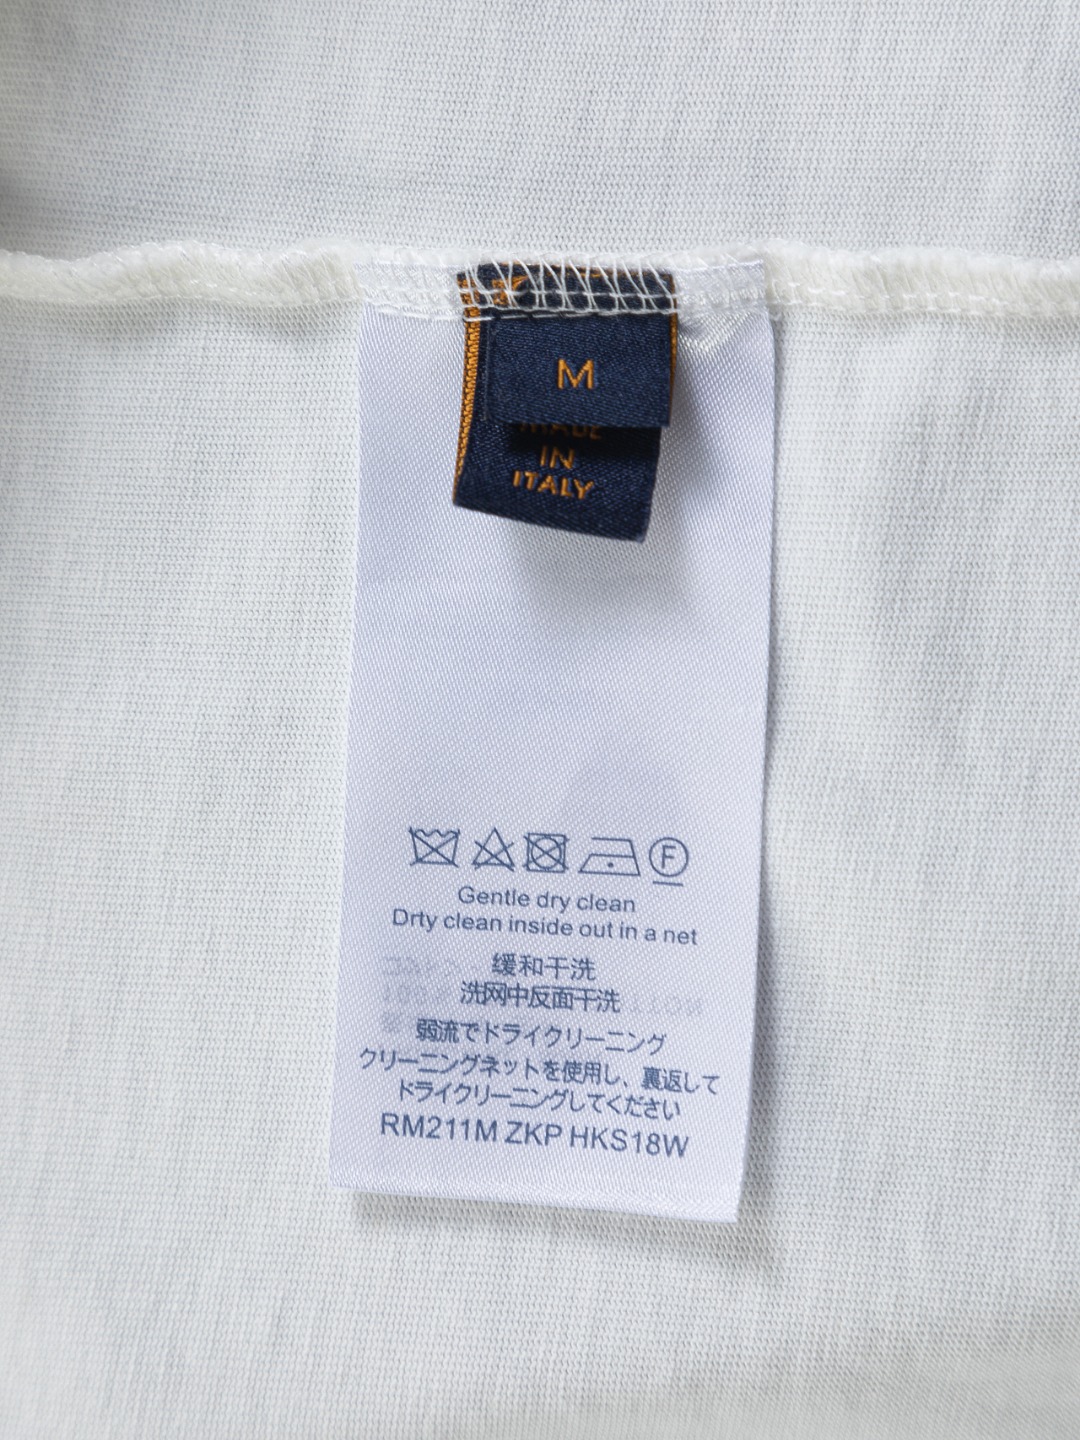 M
MADE
IN
ITALY
F
Gentle dry clean
Drty clean inside out in a net
缓和干洗
洗网中反面干洗
弱流でドライクリーニング
クリーニングネットを使用し、裏返して
ドライクリーニングしてください
RM211M ZKP HKS18W